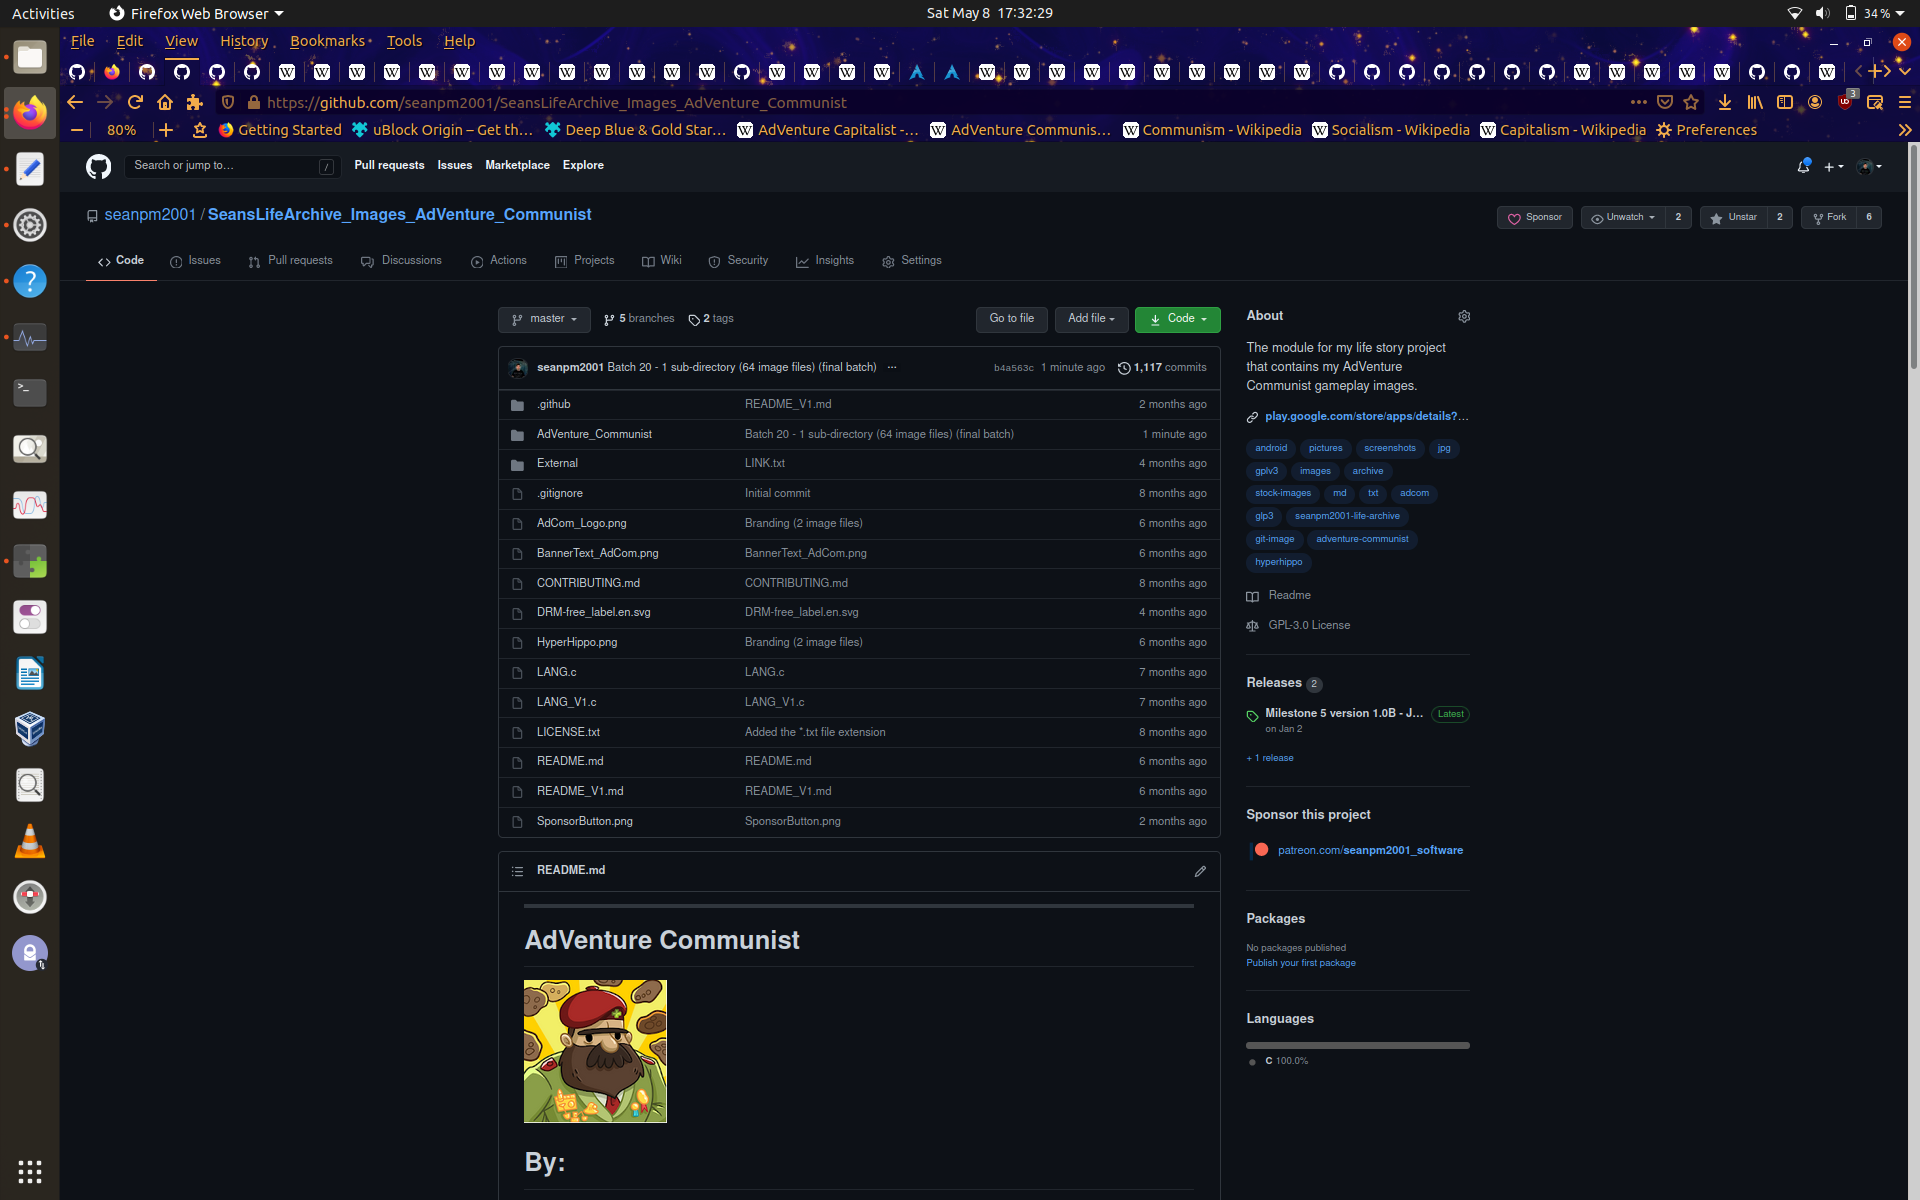 Activities
Firefox Web Browser
Sat May 8 17:32:29
34 %
File Edit View History Bookmarks Tools Help
https://github.com/seanpm2001/SeansLifeArchive_Images_AdVenture_Communist
3
80%
Getting Started
uBlock Origin – Get th…
Deep Blue & Gold Star…
AdVenture Capitalist -…
AdVenture Communis…
Communism - Wikipedia
Socialism - Wikipedia
Capitalism - Wikipedia
Preferences
Search or jump to…
/
Pull requests Issues Marketplace Explore
seanpm2001 / SeansLifeArchive_Images_AdVenture_Communist
Sponsor
Unwatch 2
Unstar 2
Fork 6
Code Issues Pull requests Discussions Actions Projects Wiki Security Insights Settings
master
5 branches
2 tags
Go to file
Add file
Code
seanpm2001 Batch 20 - 1 sub-directory (64 image files) (final batch) ... b4a563c 1 minute ago 1,117 commits
.github README_V1.md 2 months ago
AdVenture_Communist Batch 20 - 1 sub-directory (64 image files) (final batch) 1 minute ago
External LINK.txt 4 months ago
.gitignore Initial commit 8 months ago
AdCom_Logo.png Branding (2 image files) 6 months ago
BannerText_AdCom.png BannerText_AdCom.png 6 months ago
CONTRIBUTING.md CONTRIBUTING.md 8 months ago
DRM-free_label.en.svg DRM-free_label.en.svg 4 months ago
HyperHippo.png Branding (2 image files) 6 months ago
LANG.c LANG.c 7 months ago
LANG_V1.c LANG_V1.c 7 months ago
LICENSE.txt Added the *.txt file extension 8 months ago
README.md README.md 6 months ago
README_V1.md README_V1.md 6 months ago
SponsorButton.png SponsorButton.png 2 months ago
README.md
AdVenture Communist
By:
About
The module for my life story project
that contains my AdVenture
Communist gameplay images.
play.google.com/store/apps/details?…
android pictures screenshots jpg
gplv3 images archive
stock-images md txt adcom
glp3 seanpm2001-life-archive
git-image adventure-communist
hyperhippo
Readme
GPL-3.0 License
Releases 2
Milestone 5 version 1.0B - J… Latest
on Jan 2
+ 1 release
Sponsor this project
patreon.com/seanpm2001_software
Packages
No packages published
Publish your first package
Languages
C 100.0%